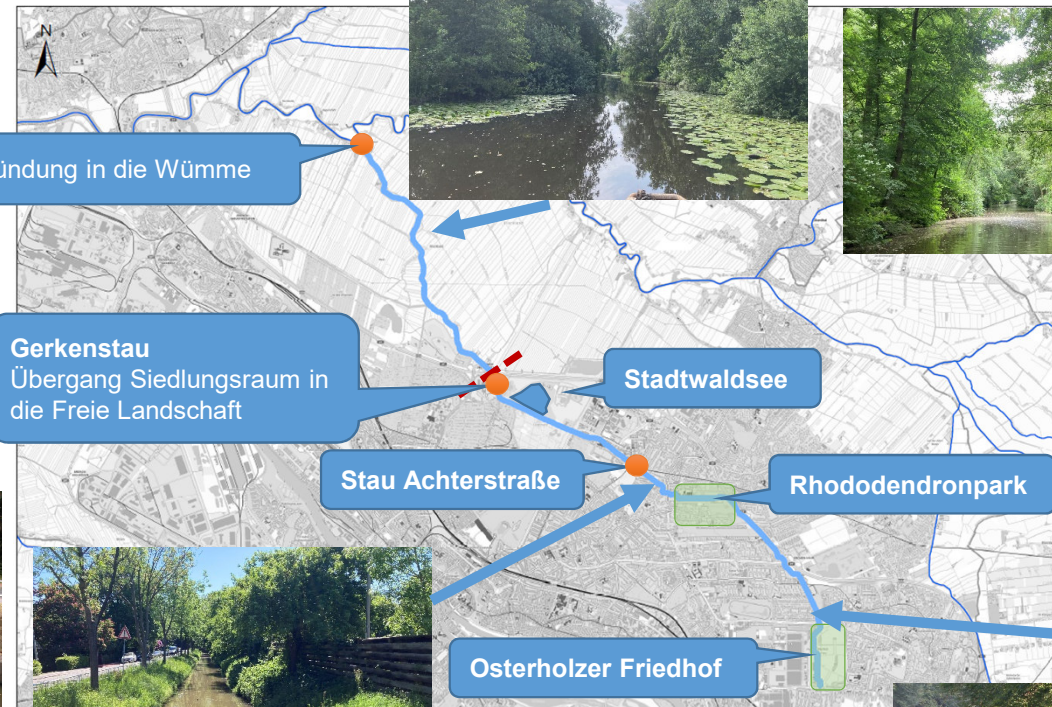 N
ündung in die Wümme
Gerkenstau
Übergang Siedlungsraum in
die Freie Landschaft
Stadtwaldsee
Stau Achterstraße
Rhododendronpark
Osterholzer Friedhof